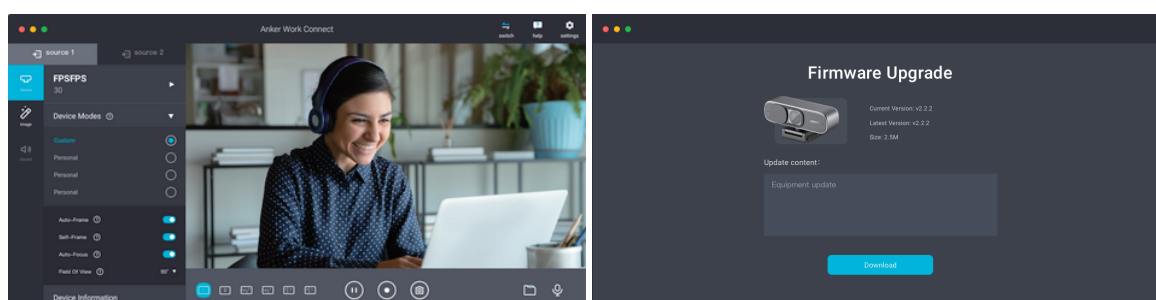 Anker Work Connect
switch
help
settings
source 1
source 2
FPSFPS
30
Device Modes ?
Custom
Personal
Personal
Personal
Auto-Frame ?
Self-Frame ?
Auto-Focus ?
Field Of View ?
Device Information
Image
Firmware Upgrade
Current Version: v2.2.2
Latest Version: v2.2.2
Size: 2.5M
Update content:
Equipment update
Download